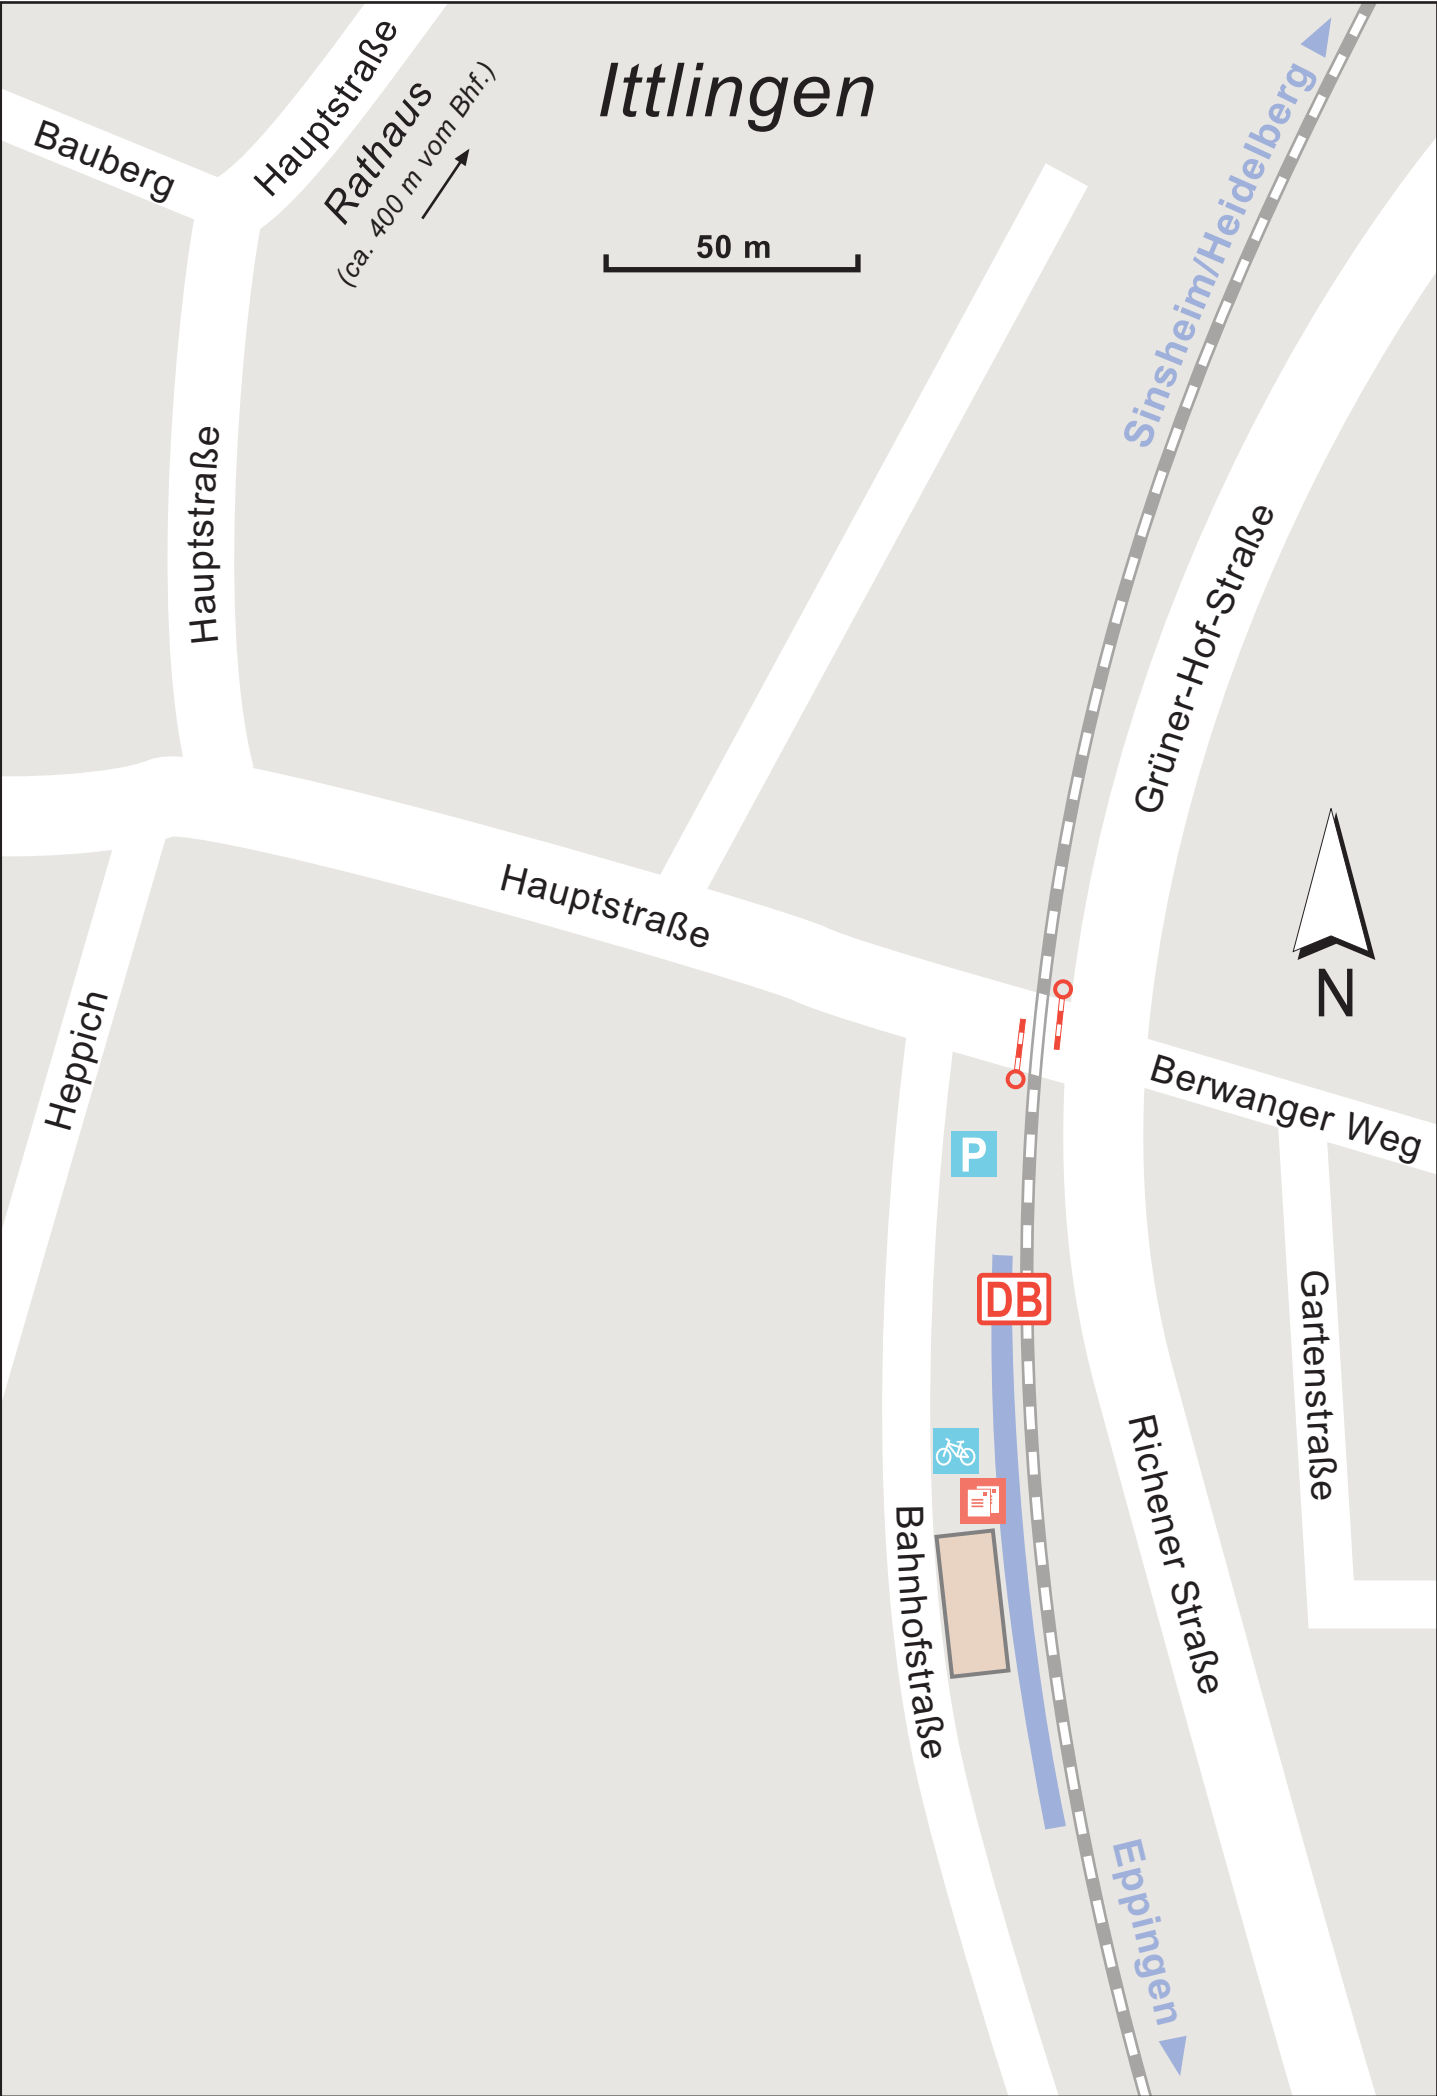 Ittlingen
50 m
Hauptstraße
Bauberg
Rathaus
(ca. 400 m vom Bhf.)
Sinsheim/Heidelberg
Hauptstraße
Grüner-Hof-Straße
Hauptstraße
N
Heppich
Berwanger Weg
P
DB
Gartenstraße
Richener Straße
Bahnhofstraße
Eppingen